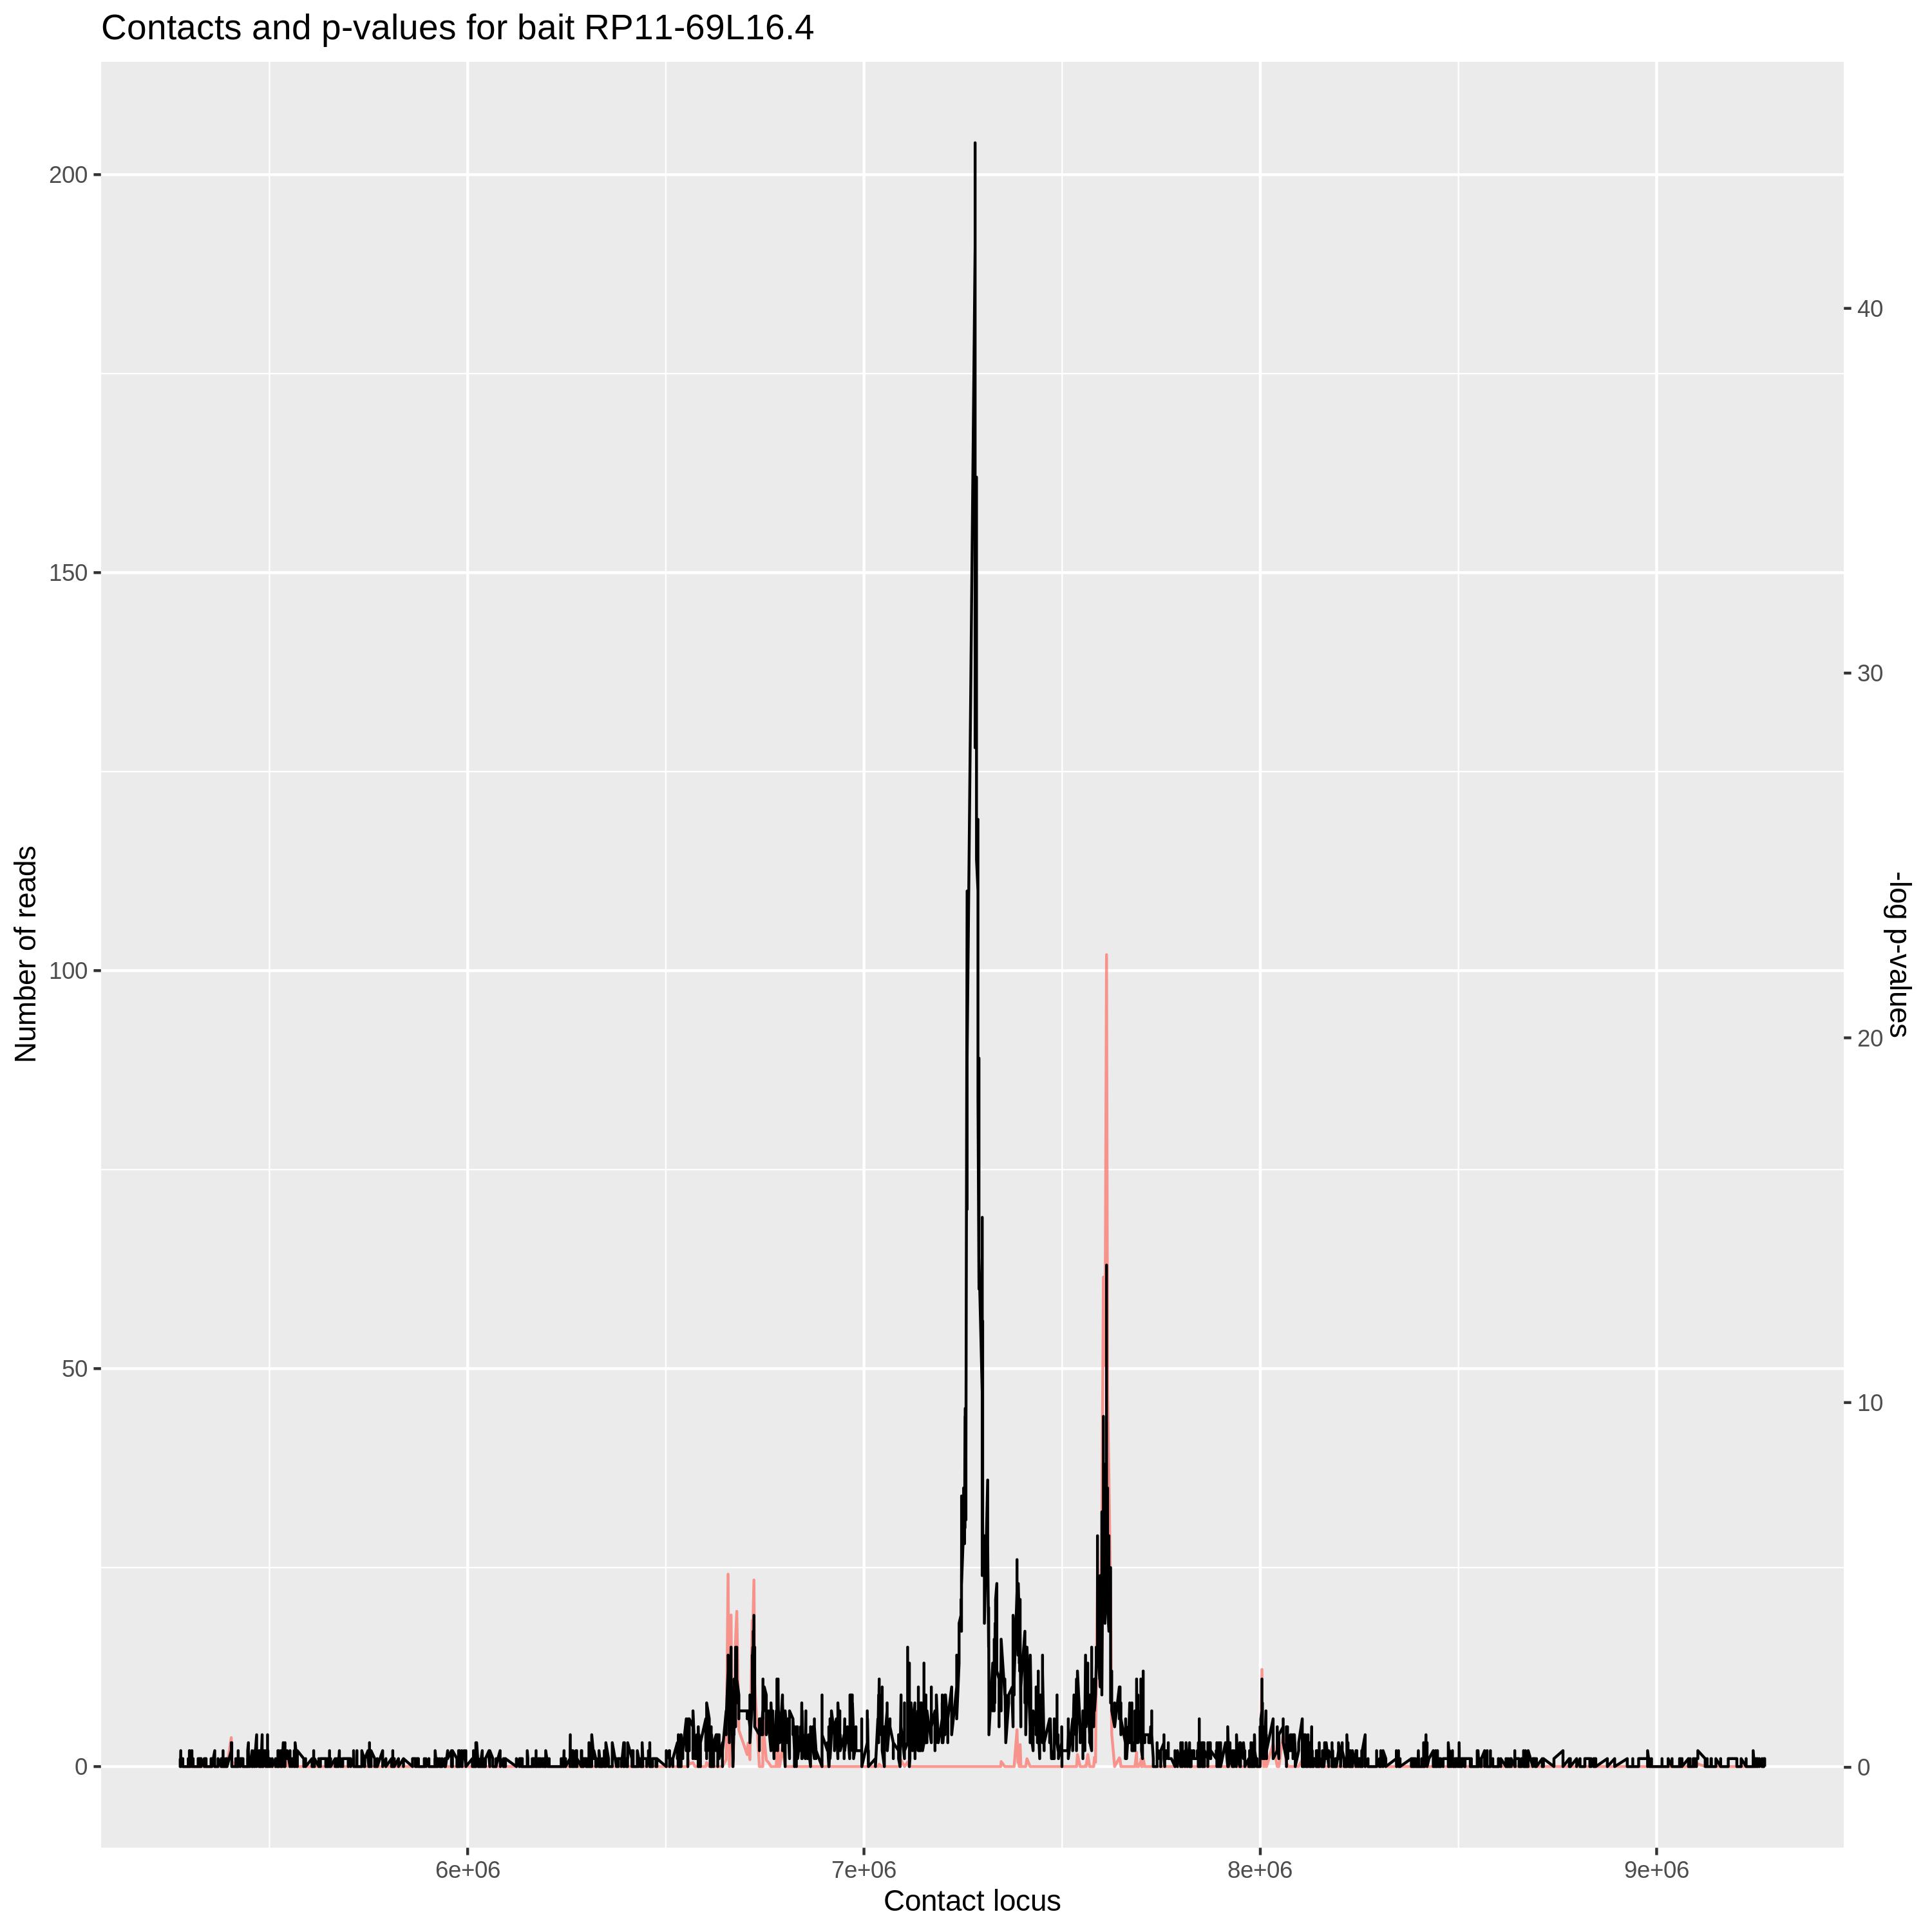 Contacts and p-values for bait RP11-69L16.4
Number of reads
200
150
100
50
0
40
30
20
10
0
-log p-values
6e+06 7e+06 8e+06 9e+06
Contact locus